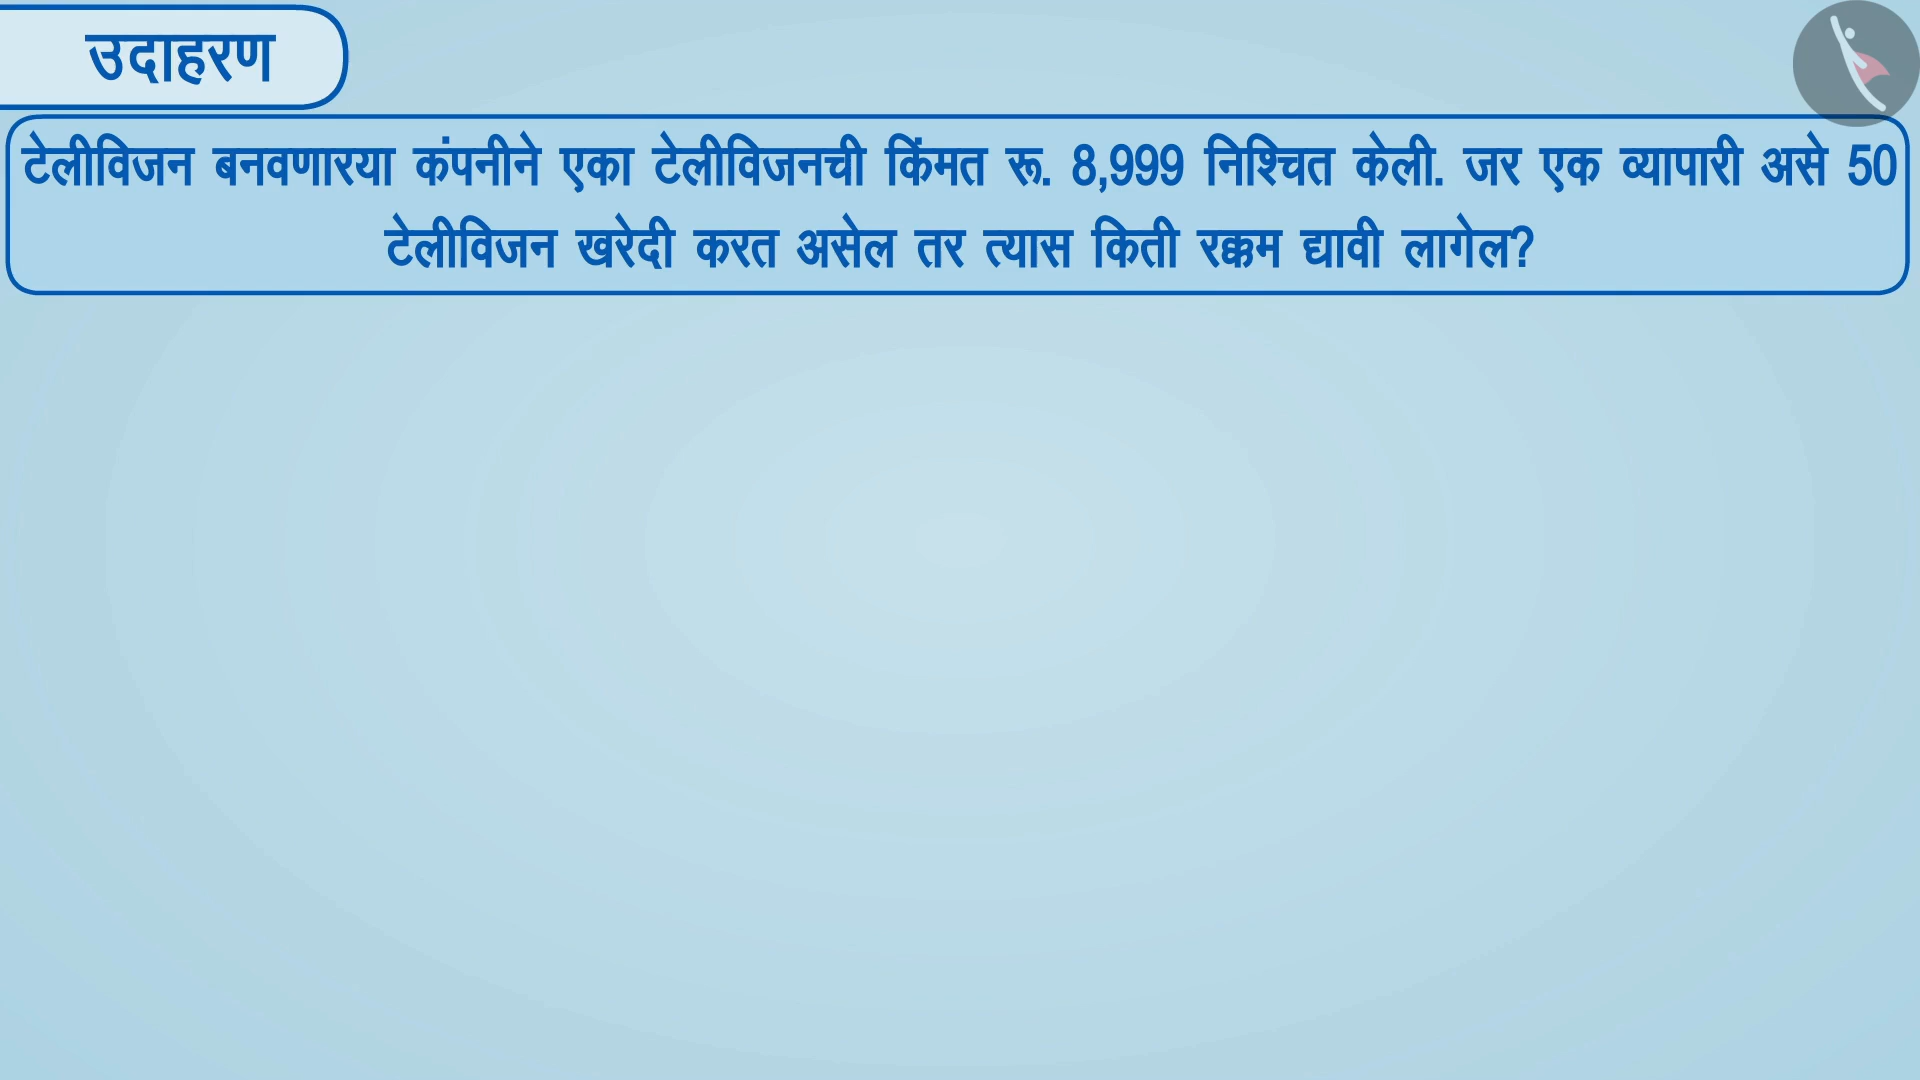 उदाहरण
टेलीविजन बनवणारया कंपनीने एका टेलीविजनची किंमत रू. 8,999 निश्चित केली. जर एक व्यापारी असे 50
टेलीविजन खरेदी करत असेल तर त्यास किती रक्कम द्यावी लागेल?